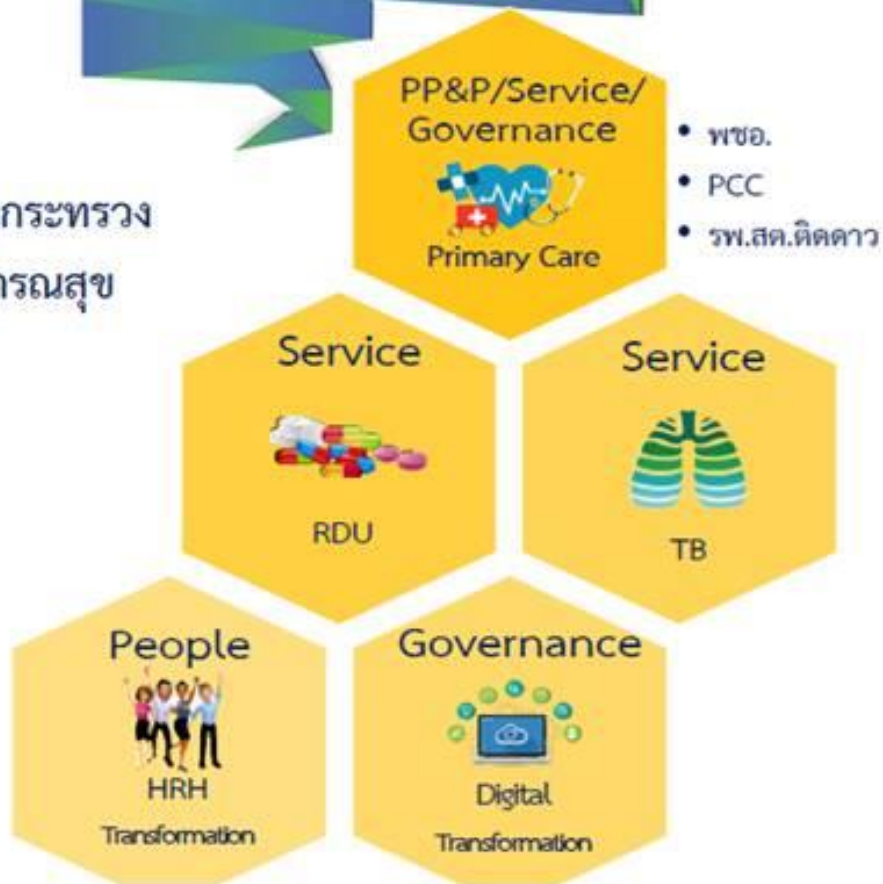 PP&P/Service/
Governance
Primary Care
• พชอ.
• PCC
• รพ.สต.ติดดาว
กระทรวง
ารณสุข
Service
RDU
Service
TB
People
HRH
Transformation
Governance
Digital
Transformation